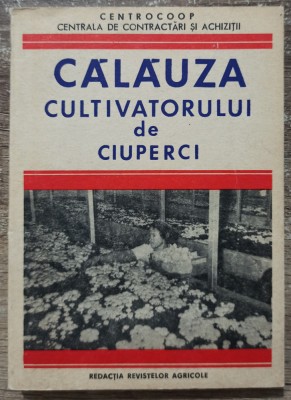 CENTROCOOP
CENTRALA DE CONTRACTĂRI ȘI ACHIZIȚII
CĂLĂUZA
CULTIVATORULUI
de
CIUPERCI
REDACȚIA REVISTELOR AGRICOLE